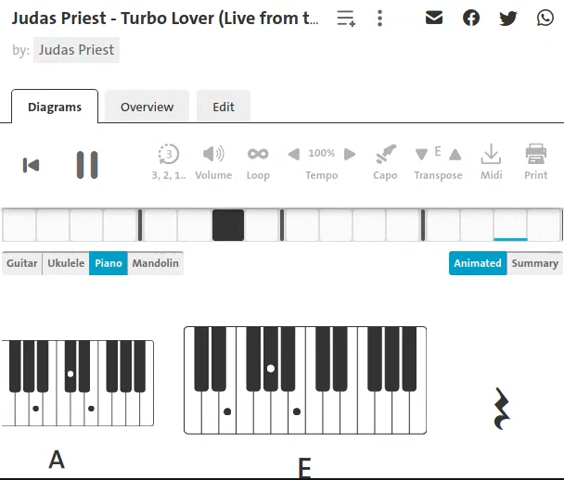 Judas Priest - Turbo Lover (Live from t...
by: Judas Priest
Diagrams Overview Edit
3
3, 2, 1.. Volume Loop 100% Tempo Capo E Transpose Midi Print
Guitar Ukulele Piano Mandolin Animated Summary
A E